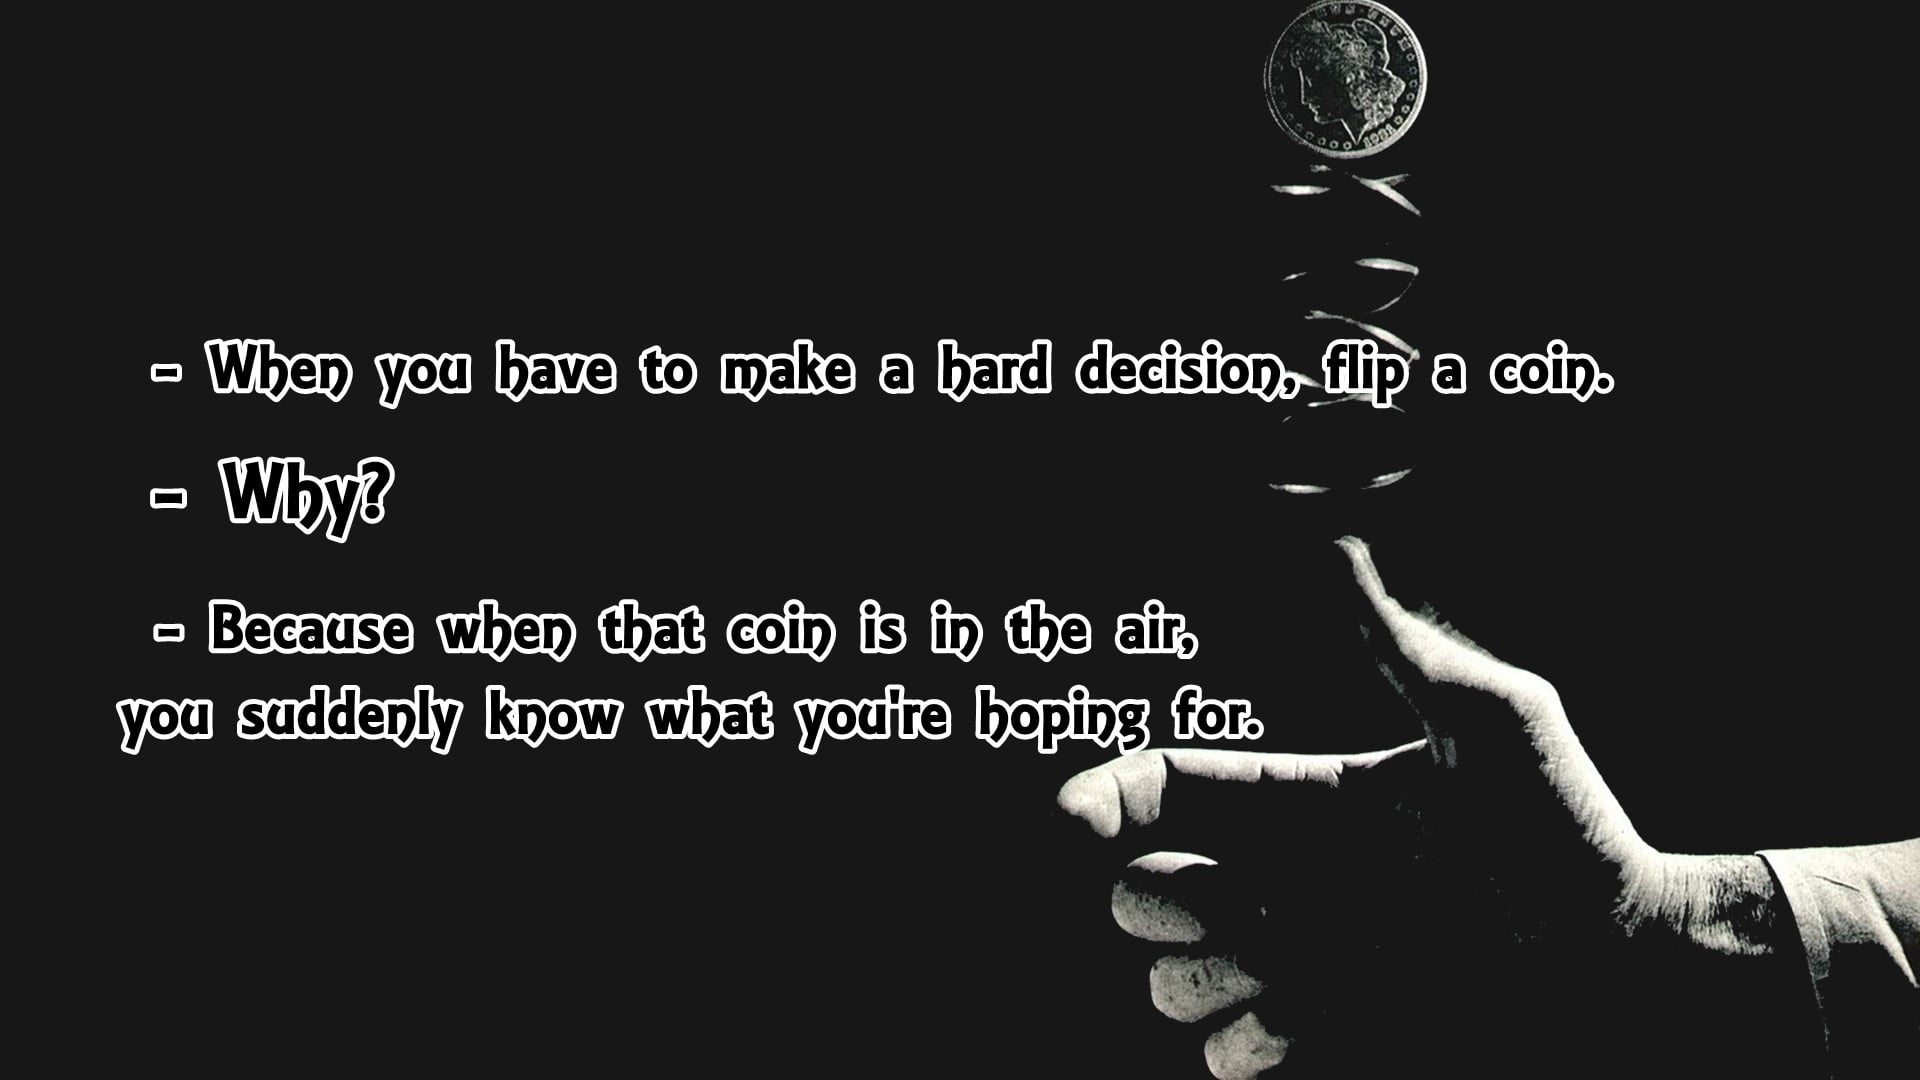 - When you have to make a hard decision, flip a coin.
- Why?
- Because when that coin is in the air,
you suddenly know what you're hoping for.